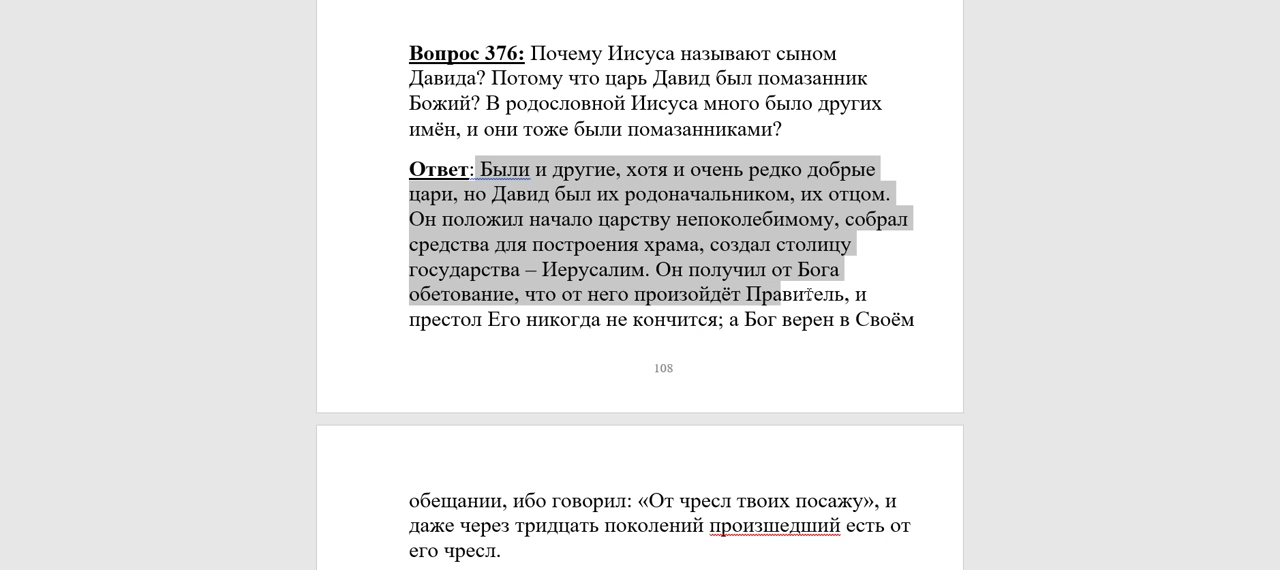 Вопрос 376: Почему Иисуса называют сыном
Давида? Потому что царь Давид был помазанник
Божий? В родословной Иисуса много было других
имён, и они тоже были помазанниками?
Ответ: Были и другие, хотя и очень редко добрые
цари, но Давид был их родоначальником, их отцом.
Он положил начало царству непоколебимому, собрал
средства для построения храма, создал столицу
государства – Иерусалим. Он получил от Бога
обетование, что от него произойдёт Правитель, и
престол Его никогда не кончится; а Бог верен в Своём
108
обещании, ибо говорил: «От чресл твоих посажу», и
даже через тридцать поколений произшедший есть от
его чресл.